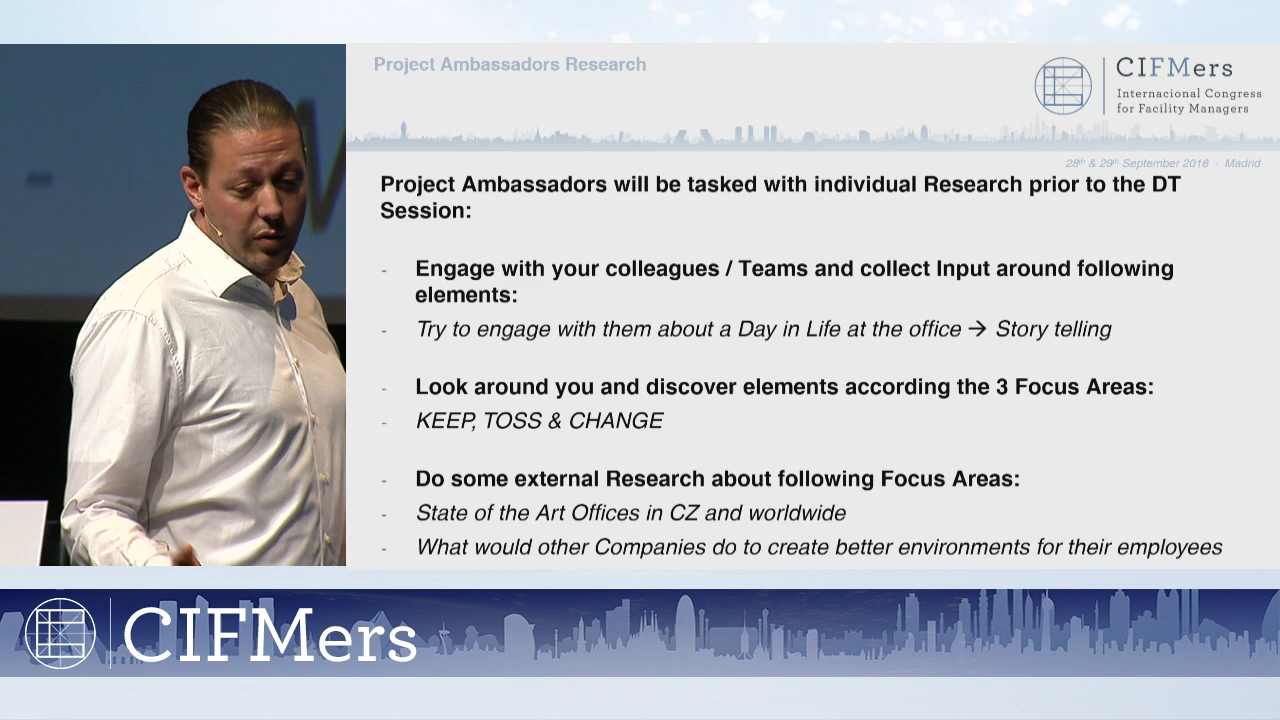 Project Ambassadors Research
CIFMers
Internacional Congress
for Facility Managers
28th & 29th September 2016 · Madrid
Project Ambassadors will be tasked with individual Research prior to the DT
Session:
- Engage with your colleagues / Teams and collect Input around following
elements:
- Try to engage with them about a Day in Life at the office → Story telling
- Look around you and discover elements according the 3 Focus Areas:
- KEEP, TOSS & CHANGE
- Do some external Research about following Focus Areas:
- State of the Art Offices in CZ and worldwide
- What would other Companies do to create better environments for their employees
CIFMers